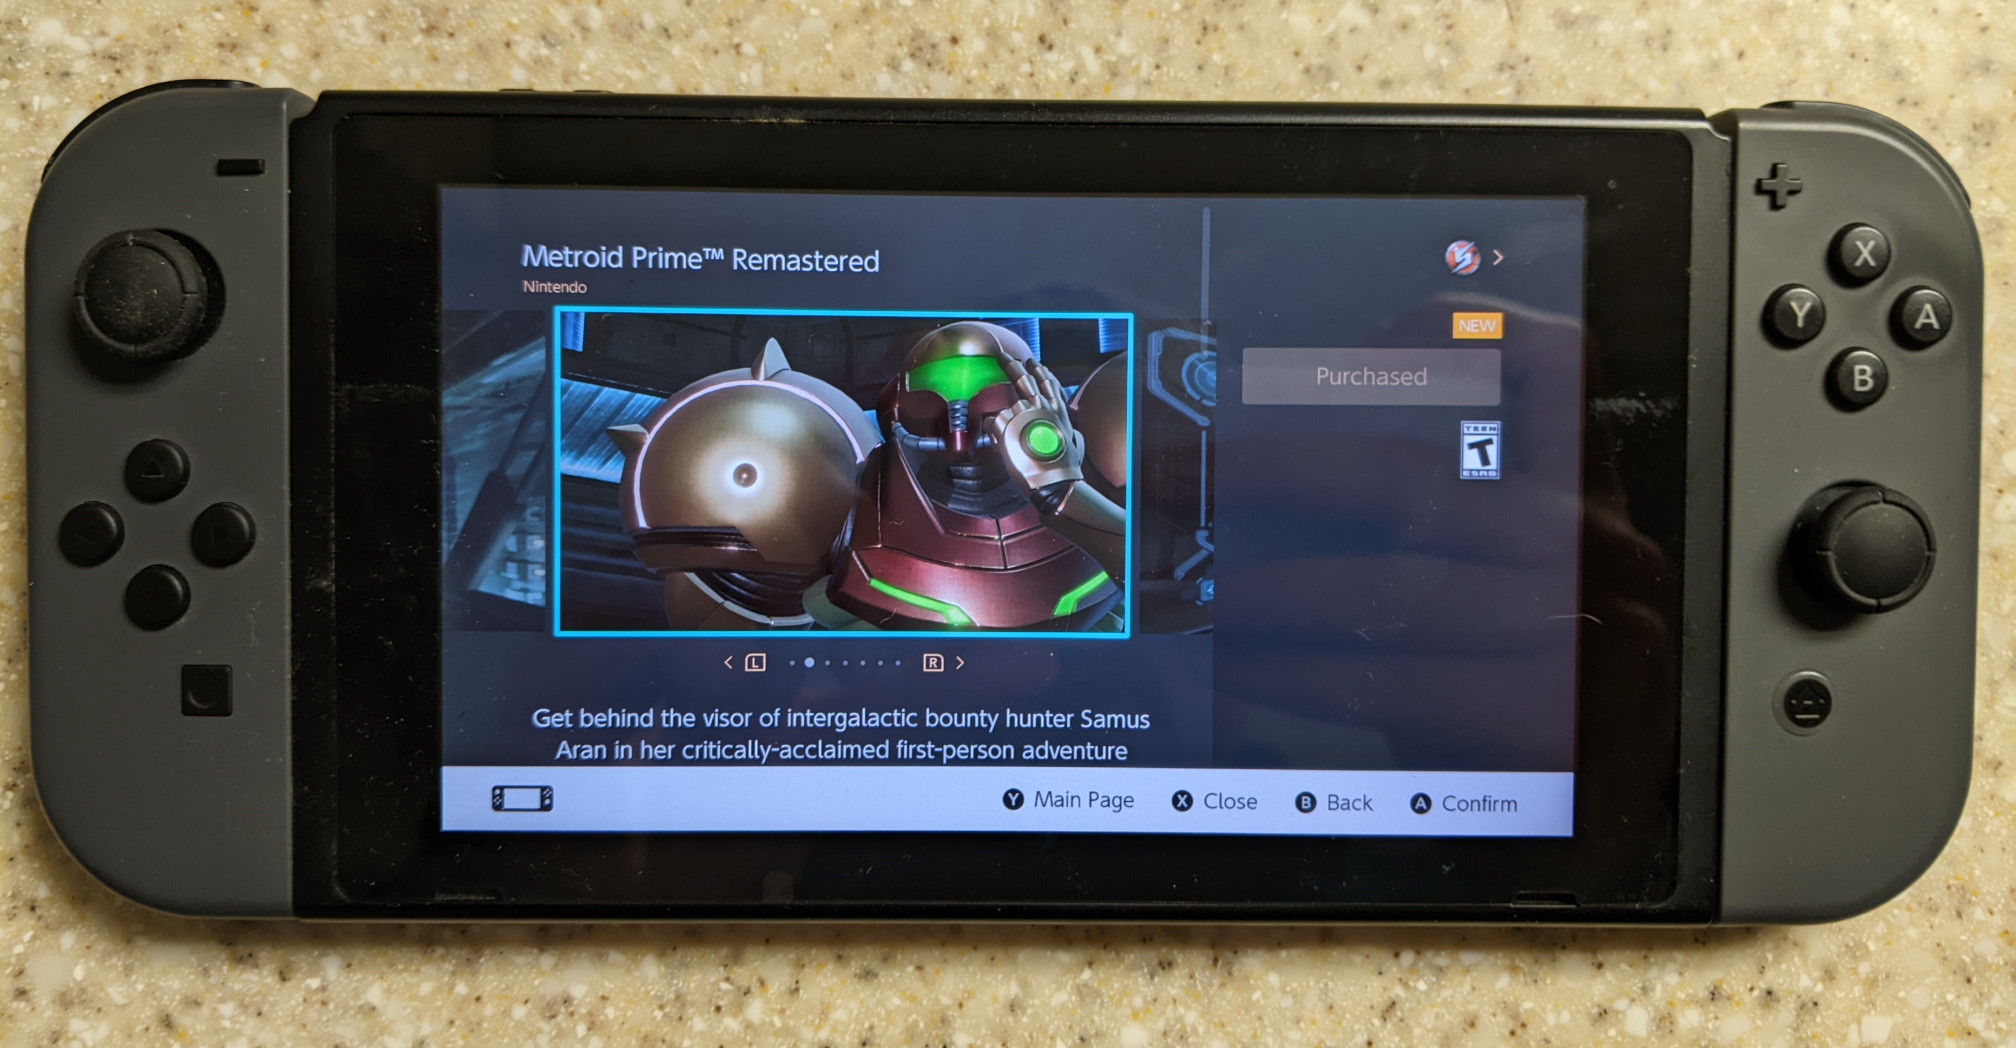 Metroid Prime™ Remastered
Nintendo
NEW
Purchased
TEEN
T
ESRB
L
R
Get behind the visor of intergalactic bounty hunter Samus
Aran in her critically-acclaimed first-person adventure
Y Main Page X Close B Back A Confirm
X
Y
A
B